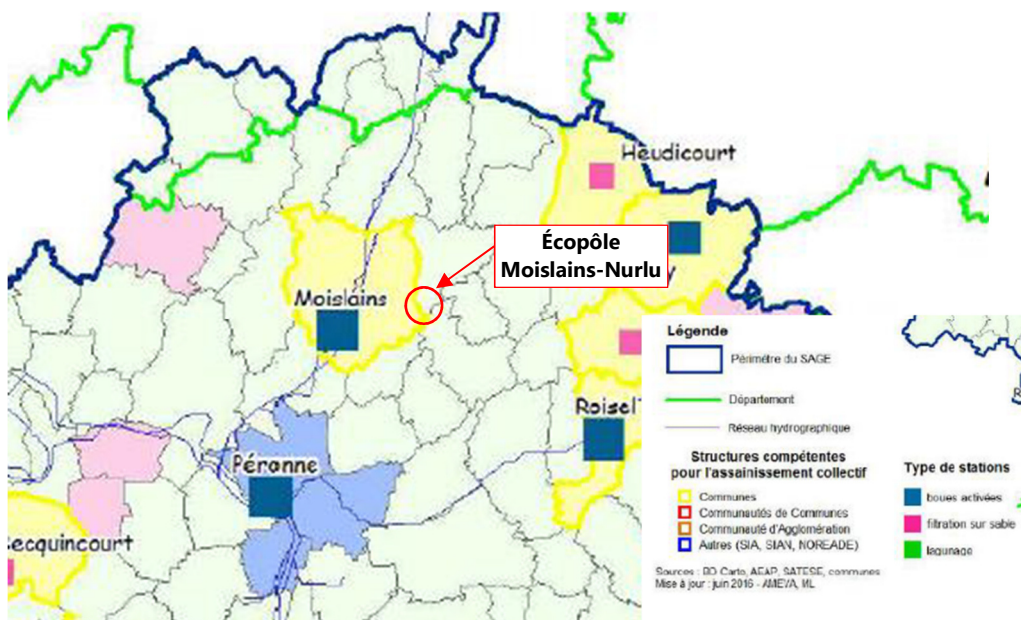 Heudicourt
Écopôle
Moislains-Nurlu
y
Moislains
Roisel
Péronne
ecquincourt
Légende
Périmètre du SAGE
Département
Réseau hydrographique
Structures compétentes
pour l'assainissement collectif
Communes
Communautés de Communes
Communauté d'Agglomération
Autres (SIA, SIAN, NOREADE)
Sources : BD Carto, AEAP, SATESE, communes
Mise à jour : juin 2016 - AMEVA, ML
R
Type de stations
boues activées
filtration sur sable
lagunage